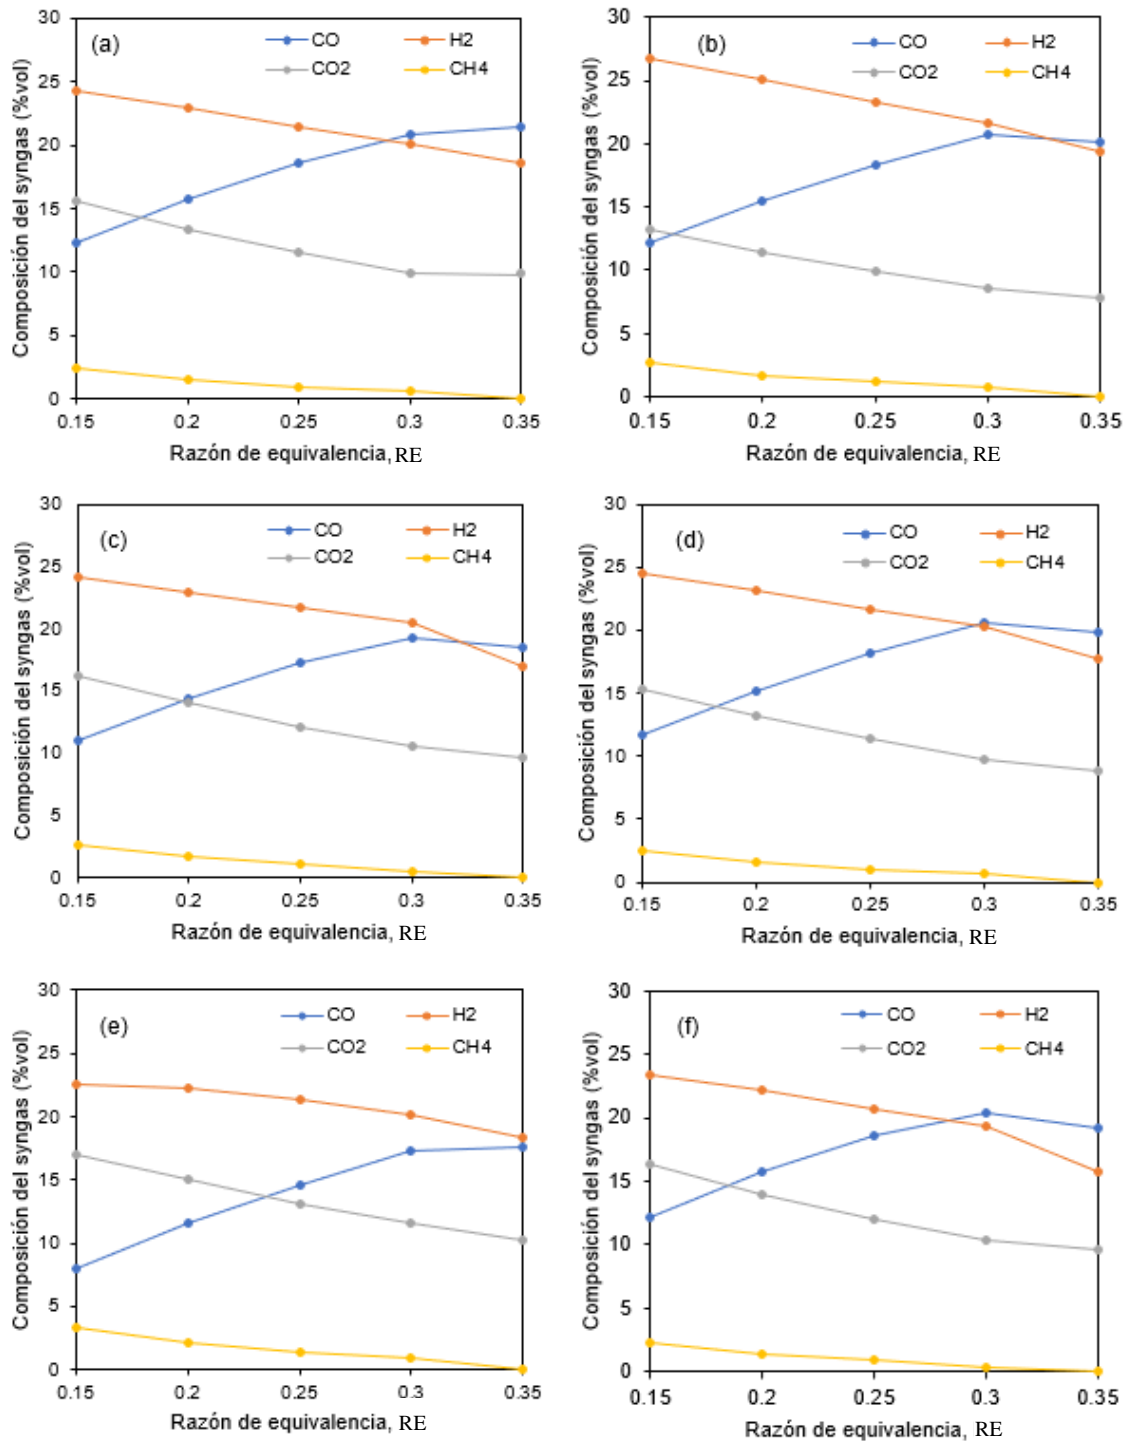 (a)
CO H2
CO2 CH4
Composición del syngas (%vol)
30
25
20
15
10
5
0
0.15 0.2 0.25 0.3 0.35
Razón de equivalencia, RE
(b)
CO H2
CO2 CH4
Composición del syngas (%vol)
30
25
20
15
10
5
0
0.15 0.2 0.25 0.3 0.35
Razón de equivalencia, RE
(c)
CO H2
CO2 CH4
Composición del syngas (%vol)
30
25
20
15
10
5
0
0.15 0.2 0.25 0.3 0.35
Razón de equivalencia, RE
(d)
CO H2
CO2 CH4
Composición del syngas (%vol)
30
25
20
15
10
5
0
0.15 0.2 0.25 0.3 0.35
Razón de equivalencia, RE
(e)
CO H2
CO2 CH4
Composición del syngas (%vol)
30
25
20
15
10
5
0
0.15 0.2 0.25 0.3 0.35
Razón de equivalencia, RE
(f)
CO H2
CO2 CH4
Composición del syngas (%vol)
30
25
20
15
10
5
0
0.15 0.2 0.25 0.3 0.35
Razón de equivalencia, RE